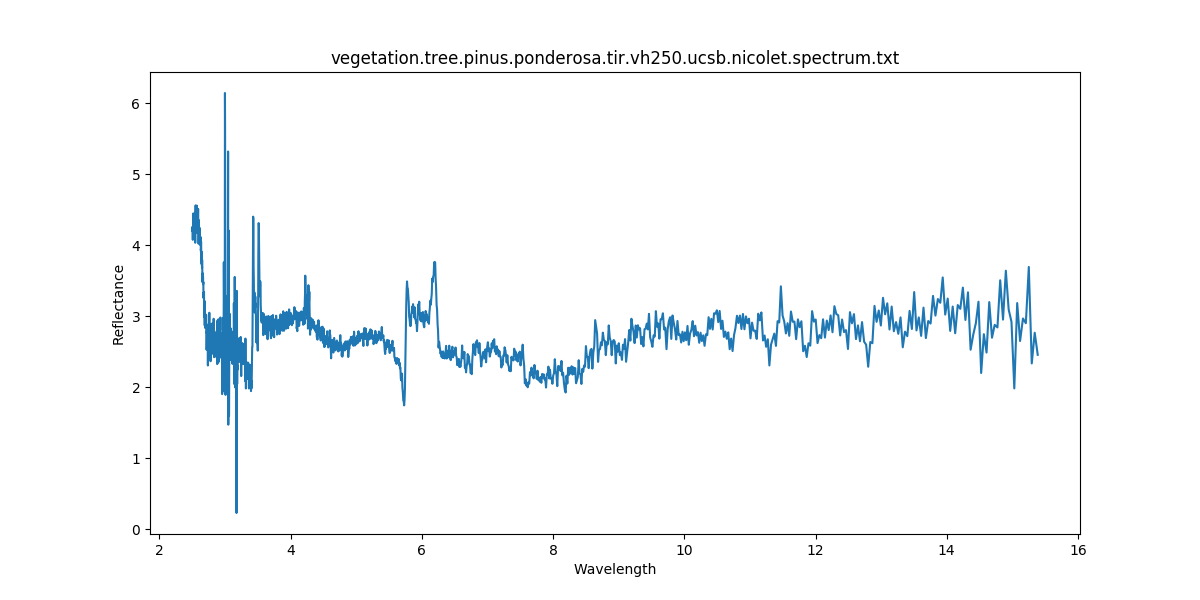 vegetation.tree.pinus.ponderosa.tir.vh250.ucsb.nicolet.spectrum.txt
Reflectance
6
5
4
3
2
1
0
2 4 6 8 10 12 14 16
Wavelength